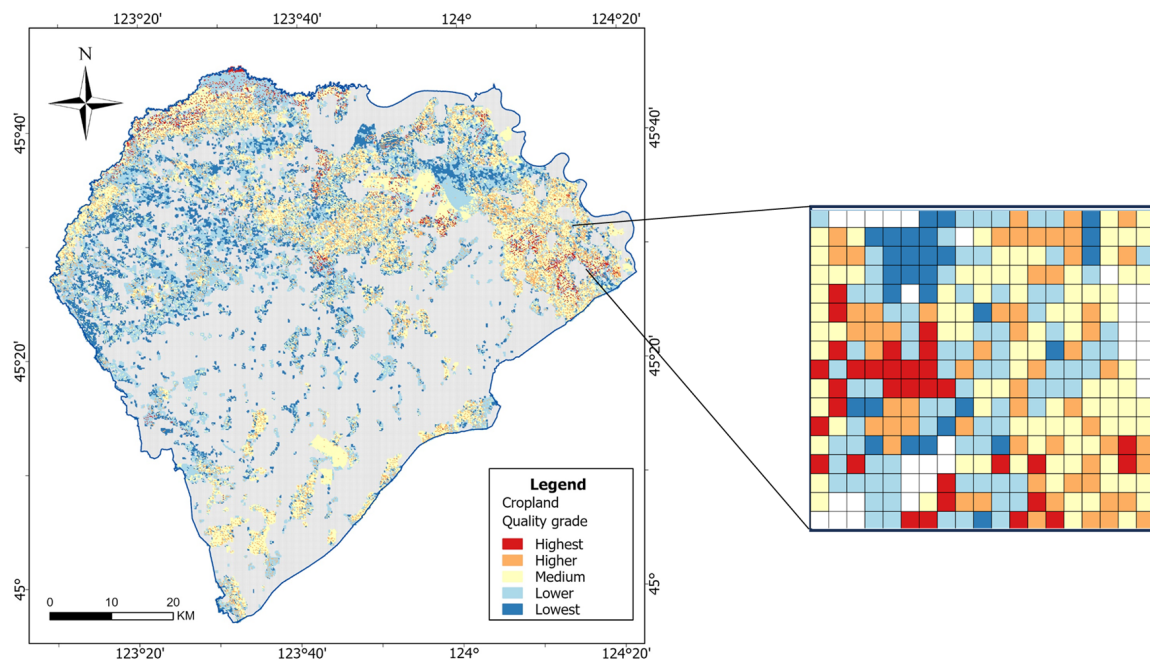 123°20' 123°40' 124° 124°20'
N
45°40' 45°40'
45°20' 45°20'
45° 45°
Legend
Cropland
Quality grade
Highest
Higher
Medium
Lower
Lowest
0 10 20
KM
123°20' 123°40' 124° 124°20'